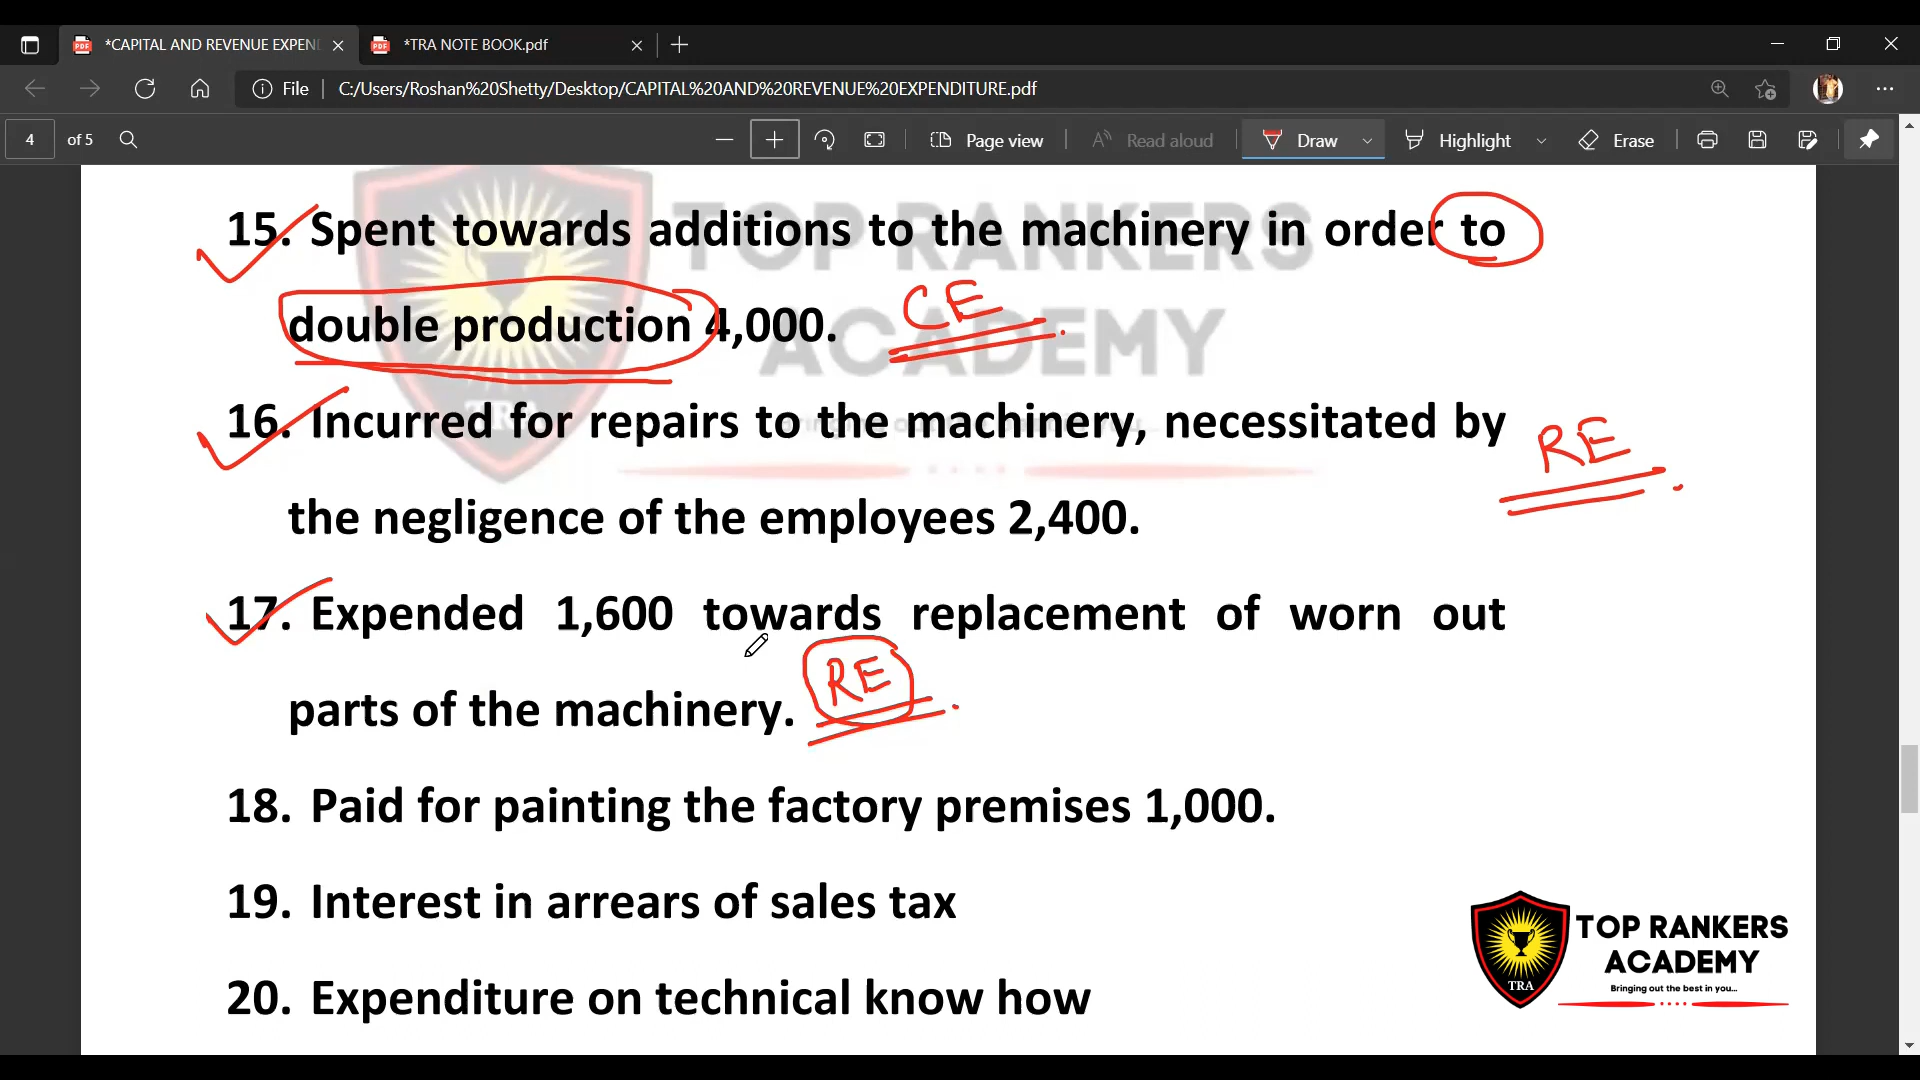 *CAPITAL AND REVENUE EXPEN
*TRA NOTE BOOK.pdf
File C:/Users/Roshan%20Shetty/Desktop/CAPITAL%20AND%20REVENUE%20EXPENDITURE.pdf
4 of 5 Page view Read aloud Draw Highlight Erase
TOP RANKERS
ACADEMY
TRA
15. Spent towards additions to the machinery in order to
double production 4,000. CE
16. Incurred for repairs to the machinery, necessitated by
RE
the negligence of the employees 2,400.
17. Expended 1,600 towards replacement of worn out
parts of the machinery. RE
18. Paid for painting the factory premises 1,000.
19. Interest in arrears of sales tax
20. Expenditure on technical know how
TOP RANKERS
ACADEMY
Bringing out the best in you...
TRA